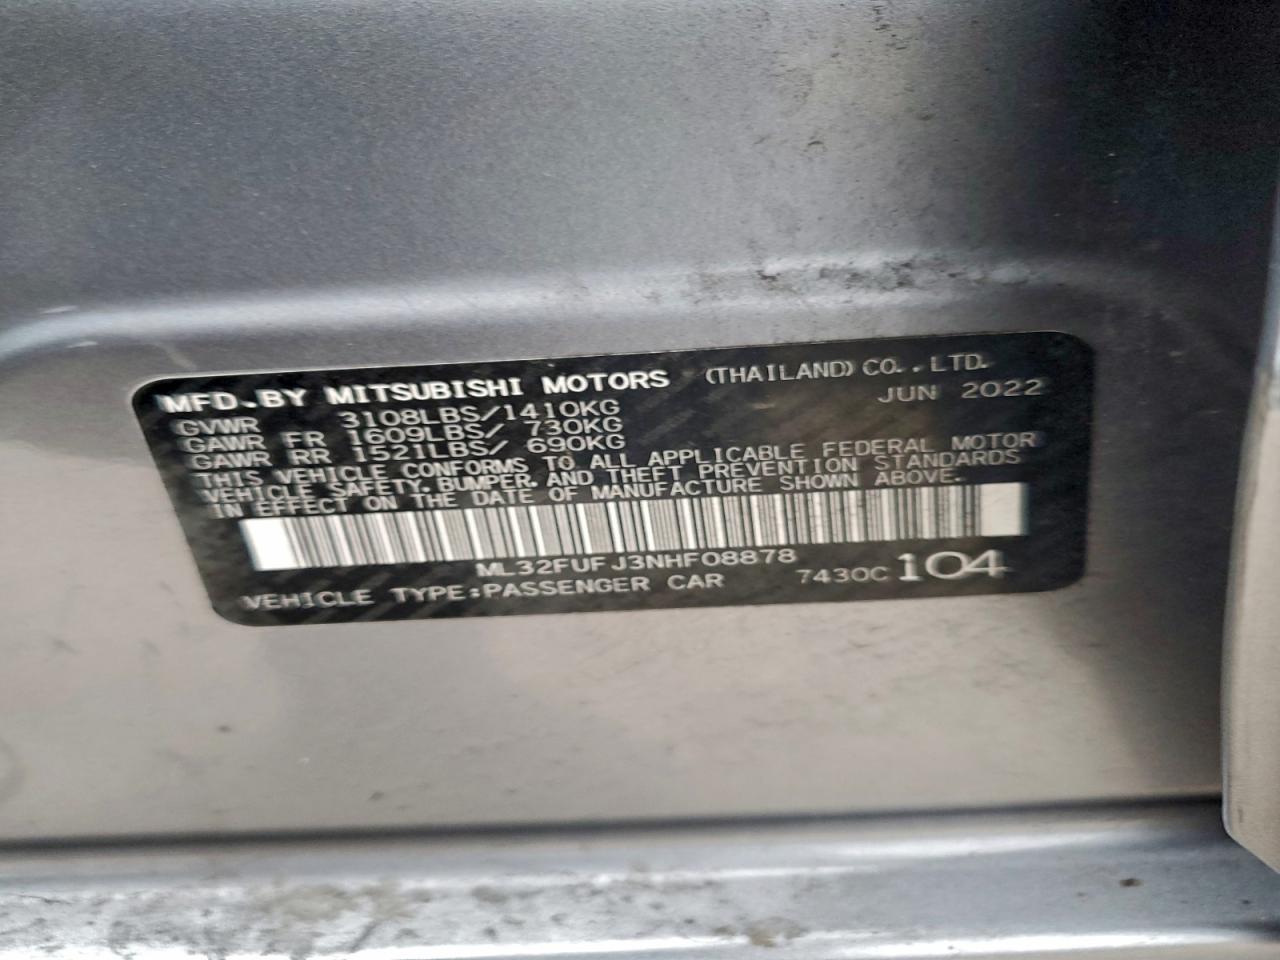 MFD.BY MITSUBISHI MOTORS (THAILAND) CO.,LTD.
GVWR 3108LBS/1410KG JUN 2022
GAWR FR 1609LBS/ 730KG
GAWR RR 1521LBS/ 690KG
THIS VEHICLE CONFORMS TO ALL APPLICABLE FEDERAL MOTOR
VEHICLE SAFETY, BUMPER, AND THEFT PREVENTION STANDARDS
IN EFFECT ON THE DATE OF MANUFACTURE SHOWN ABOVE.
ML32FUFJ3NHF08878
VEHICLE TYPE:PASSENGER CAR 7430C 104